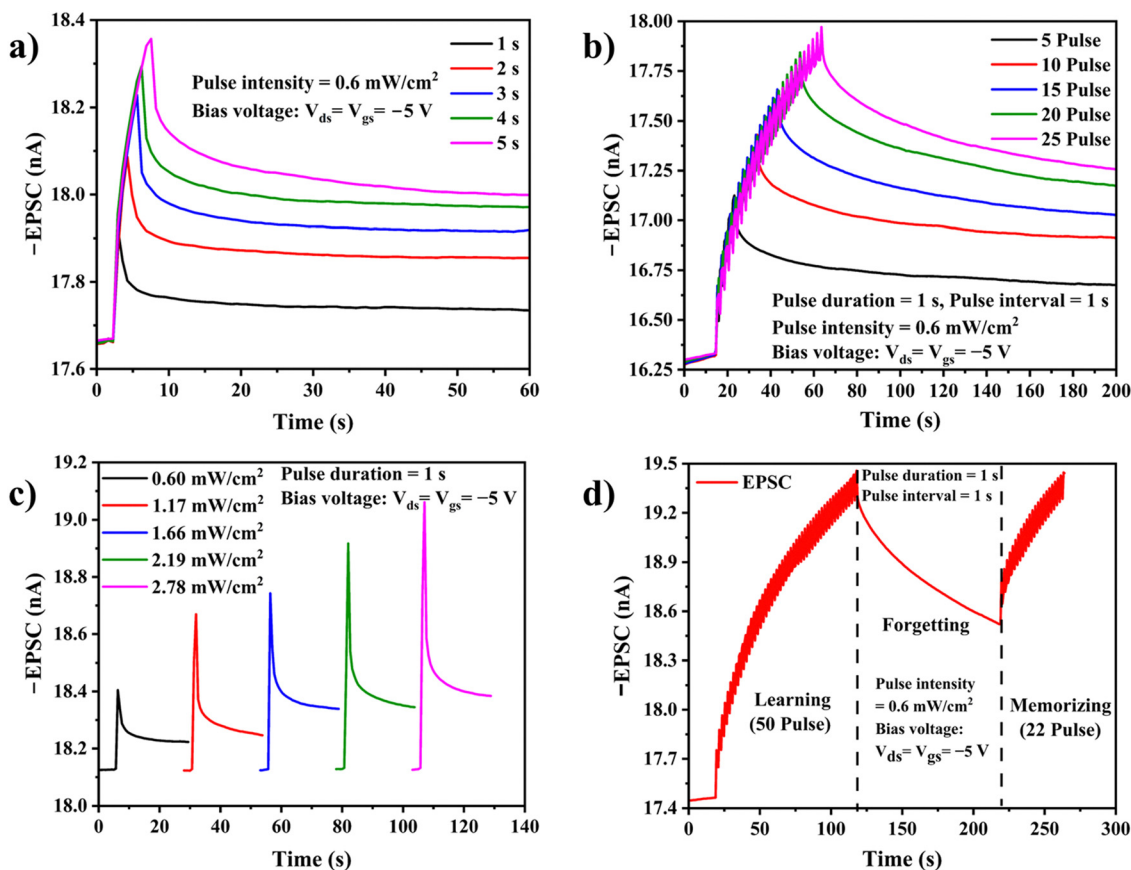 a)
18.4
18.2
18.0
17.8
17.6
−EPSC (nA)
0 10 20 30 40 50 60
Time (s)
Pulse intensity = 0.6 mW/cm²
Bias voltage: Vds= Vgs= −5 V
1 s
2 s
3 s
4 s
5 s
b)
18.00
17.75
17.50
17.25
17.00
16.75
16.50
16.25
−EPSC (nA)
0 20 40 60 80 100 120 140 160 180 200
Time (s)
5 Pulse
10 Pulse
15 Pulse
20 Pulse
25 Pulse
Pulse duration = 1 s, Pulse interval = 1 s
Pulse intensity = 0.6 mW/cm²
Bias voltage: Vds= Vgs= −5 V
c)
19.2
19.0
18.8
18.6
18.4
18.2
18.0
−EPSC (nA)
0 20 40 60 80 100 120 140
Time (s)
0.60 mW/cm²
1.17 mW/cm²
1.66 mW/cm²
2.19 mW/cm²
2.78 mW/cm²
Pulse duration = 1 s
Bias voltage: Vds= Vgs= −5 V
d)
19.5
19.2
18.9
18.6
18.3
18.0
17.7
17.4
−EPSC (nA)
0 50 100 150 200 250 300
Time (s)
EPSC
Pulse duration = 1 s
Pulse interval = 1 s
Learning
(50 Pulse)
Forgetting
Pulse intensity
= 0.6 mW/cm²
Bias voltage:
Vds= Vgs= −5 V
Memorizing
(22 Pulse)